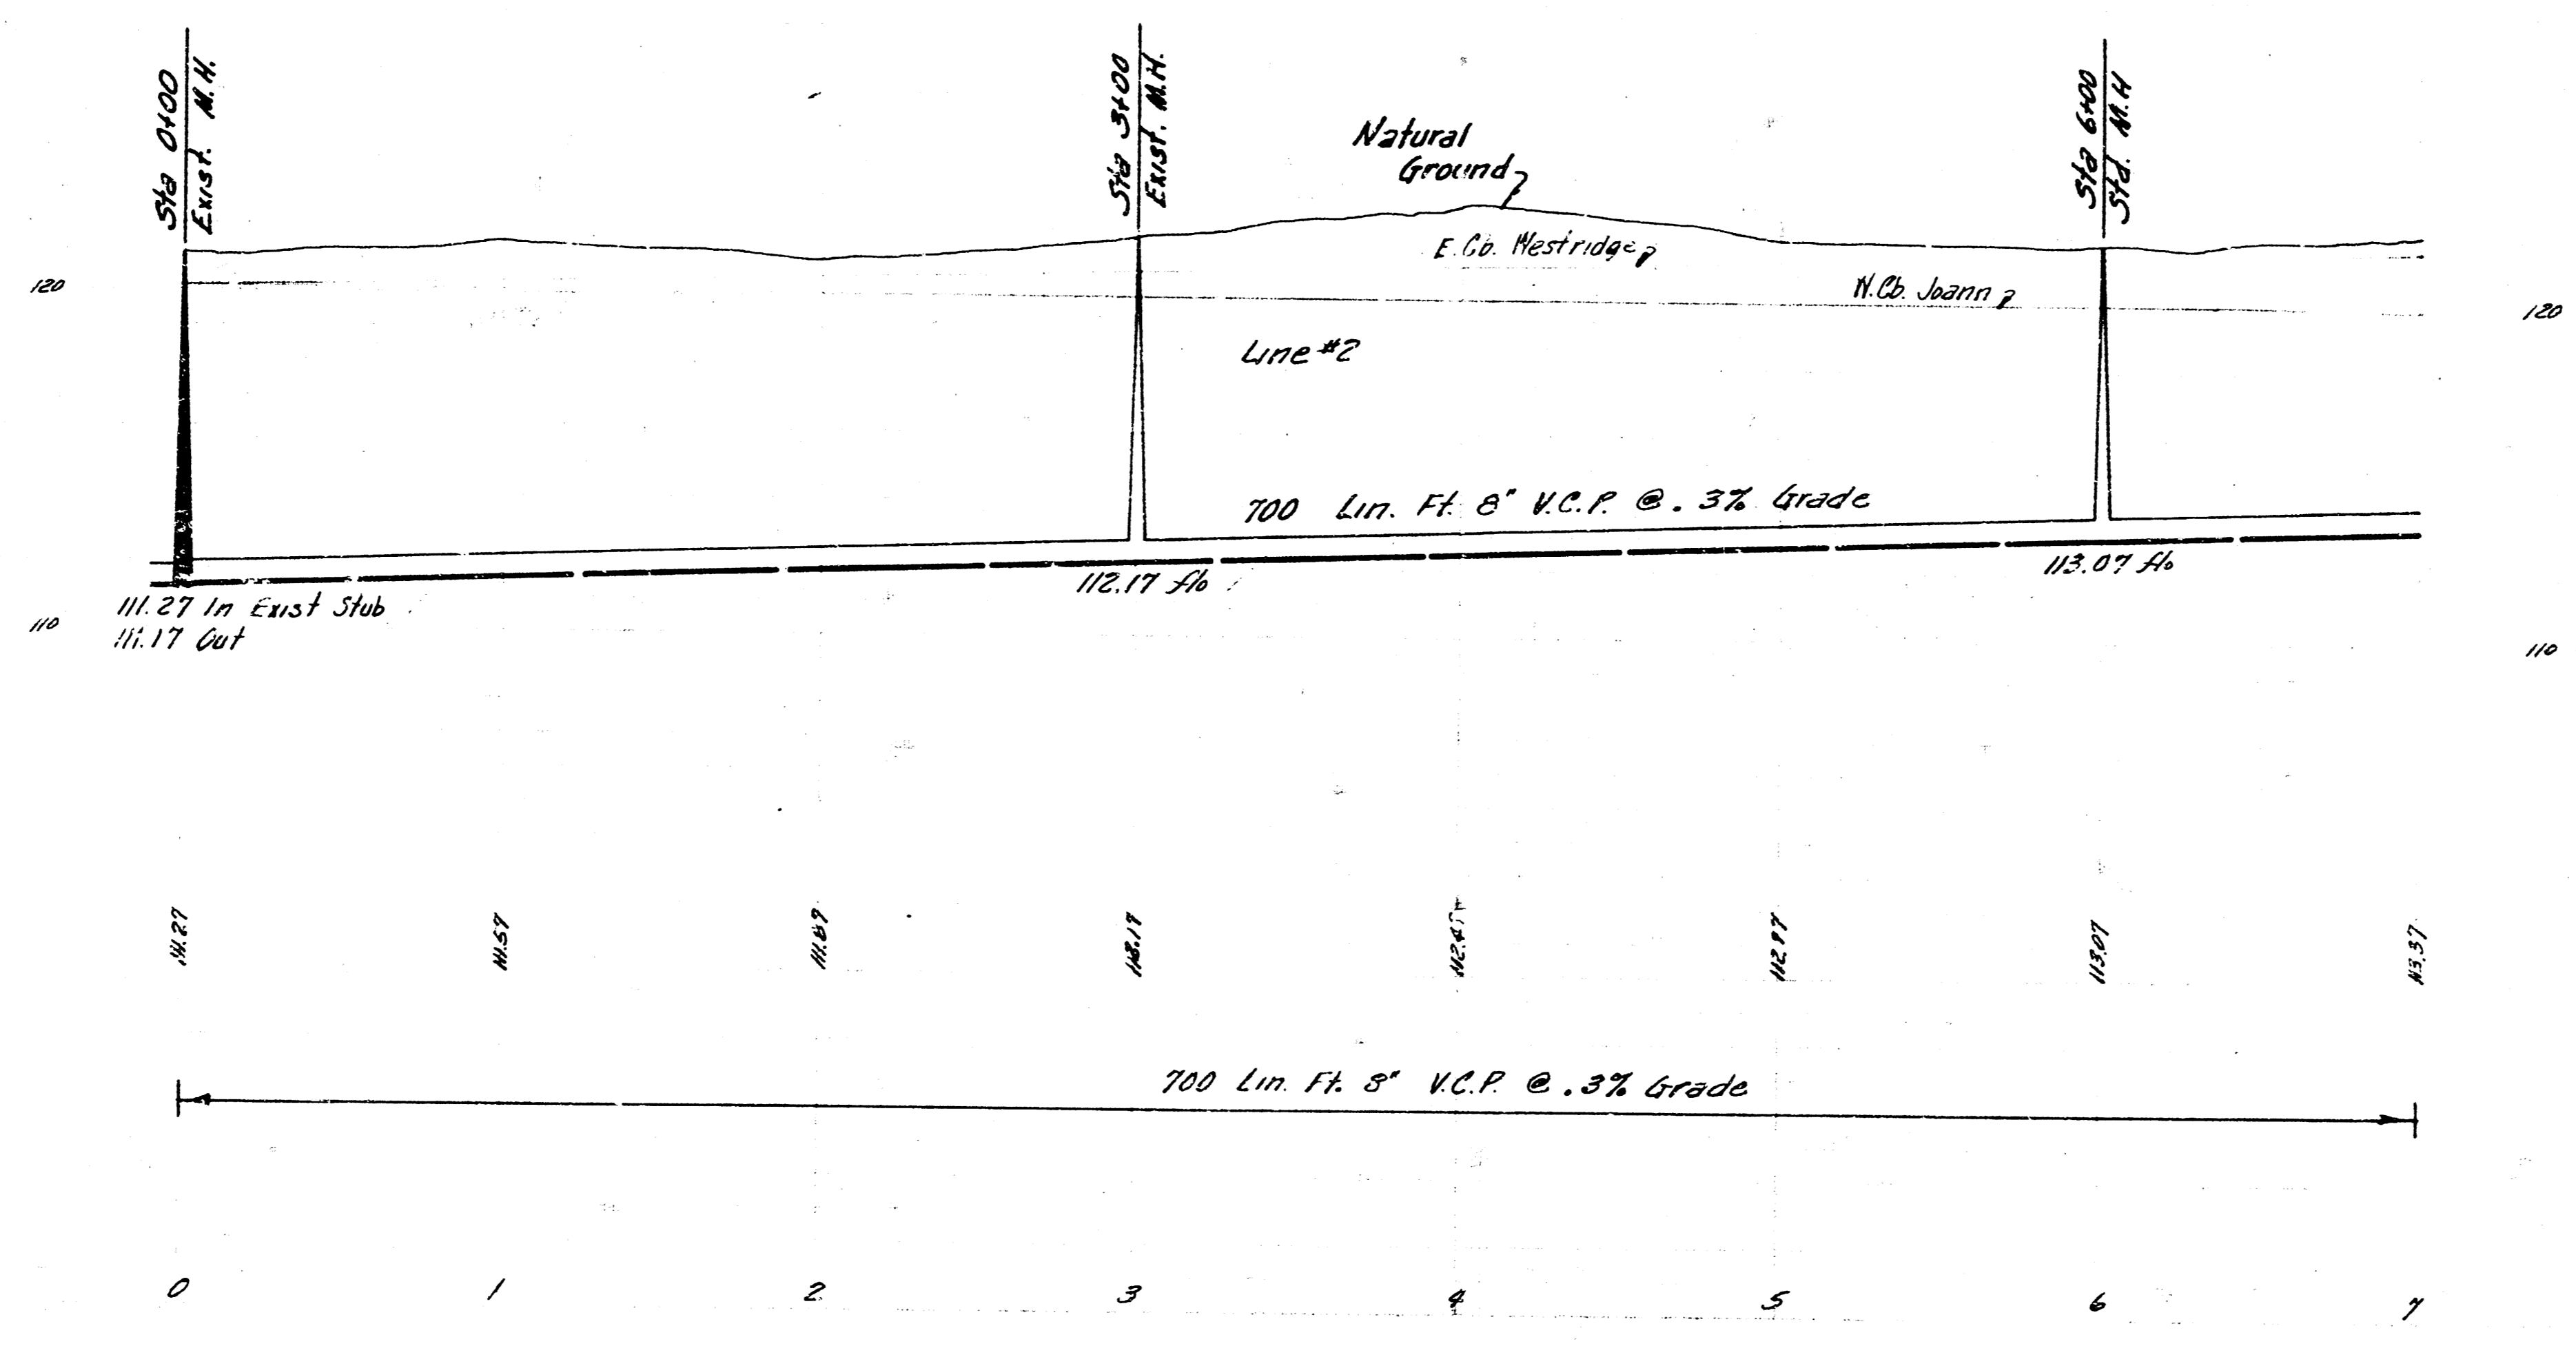 Sta 0+00
Exist. M.H.
Sta 3+00
Exist. M.H.
Sta 6+00
Std. M.H
Natural
Ground
E. Cb. Westridge
N. Cb. Joann
120
120
Line #2
700 Lin. Ft. 8" V.C.P. @ .3% Grade
112.17 flo
113.07 flo
111.27 In Exist Stub
111.17 Out
110
110
111.27
111.57
111.87
112.17
113.07
113.37
700 Lin. Ft. 8" V.C.P. @ .3% Grade
0 1 2 3 4 5 6 7